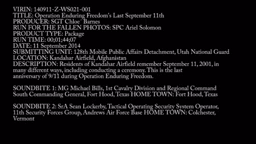 VIRIN: 140911-Z-WS021-001
TITLE: Operation Enduring Freedom's Last September 11th
PRODUCER: SGT Chloe Barnes
RUN FOR THE FALLEN PHOTOS: SPC Ariel Solomon
PRODUCT TYPE: Package
RUN TIME: 00;01;44;07
DATE: 11 September 2014
SUBMITTING UNIT: 128th Mobile Public Affairs Detachment, Utah National Guard
LOCATION: Kandahar Airfield, Afghanistan
DESCRIPTION: Residents of Kandahar Airfield remember September 11, 2001, in
many different ways, including conducting a ceremony. This is the last
anniversary of 9/11 during Operation Enduring Freedom.
SOUNDBITE 1: MG Michael Bills, 1st Cavalry Division and Regional Command
South Commanding General, Fort Hood, Texas HOME TOWN: Fort Hood, Texas
SOUNDBITE 2: SrA Sean Lockerby, Tactical Operating Security System Operator,
11th Security Forces Group, Andrews Air Force Base HOME TOWN: Colchester,
Vermont